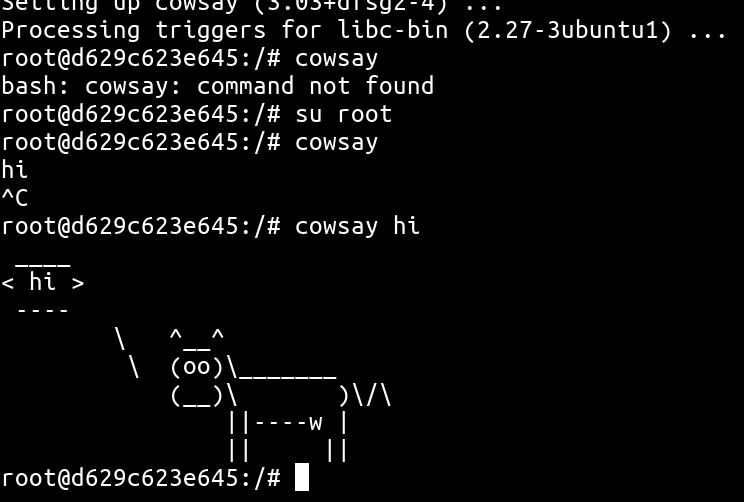 Setting up cowsay (3.03+dfsg2-4) ...
Processing triggers for libc-bin (2.27-3ubuntu1) ...
root@d629c623e645:/# cowsay
bash: cowsay: command not found
root@d629c623e645:/# su root
root@d629c623e645:/# cowsay
hi
^C
root@d629c623e645:/# cowsay hi
 ____
< hi >
 ----
        \   ^__^
         \  (oo)\_______
            (__)\       )\/\
                ||----w |
                ||     ||
root@d629c623e645:/#